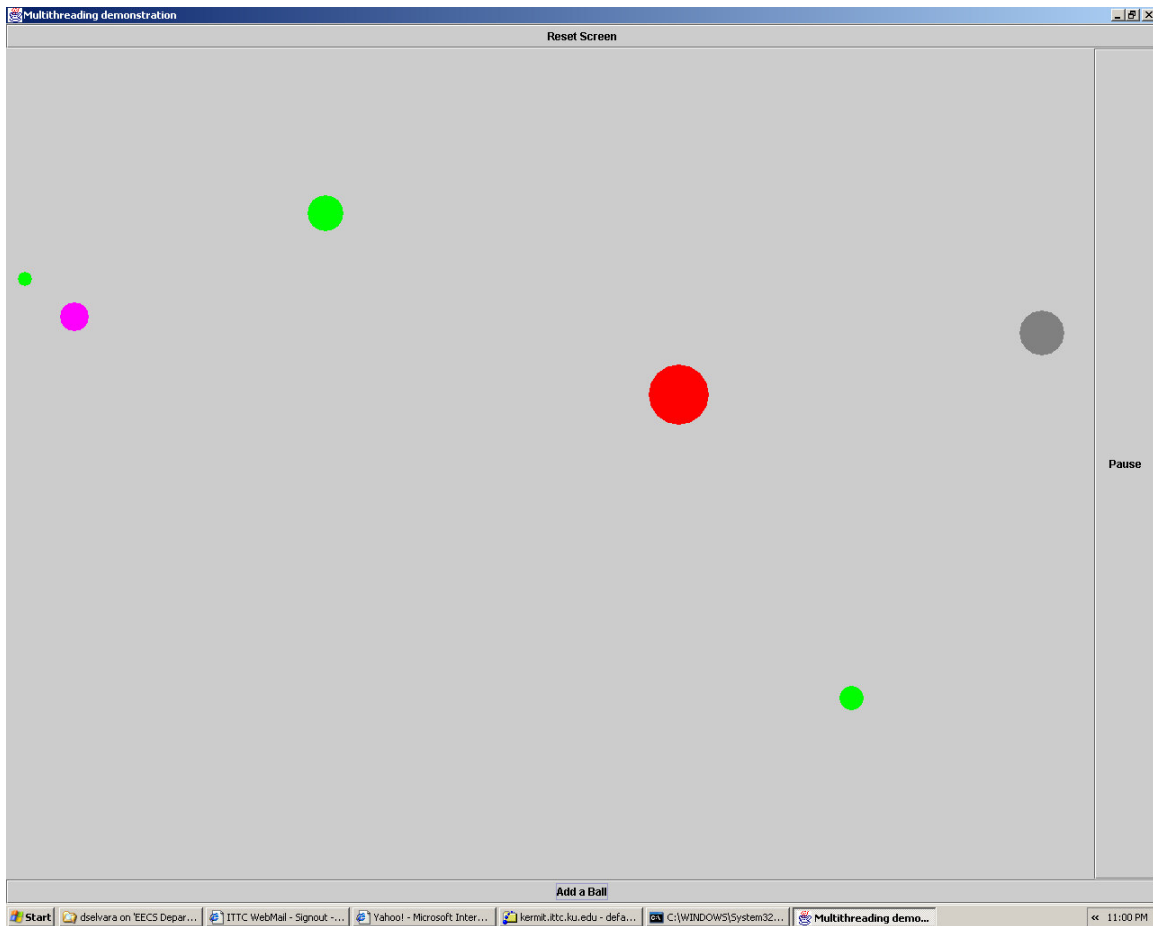 Multithreading demonstration
Reset Screen
Pause
Add a Ball
Start
dselvara on 'EECS Depar...
ITTC WebMail - Signout -...
Yahoo! - Microsoft Inter...
kermit.ittc.ku.edu - defa...
C:\WINDOWS\System32...
Multithreading demo...
« 11:00 PM